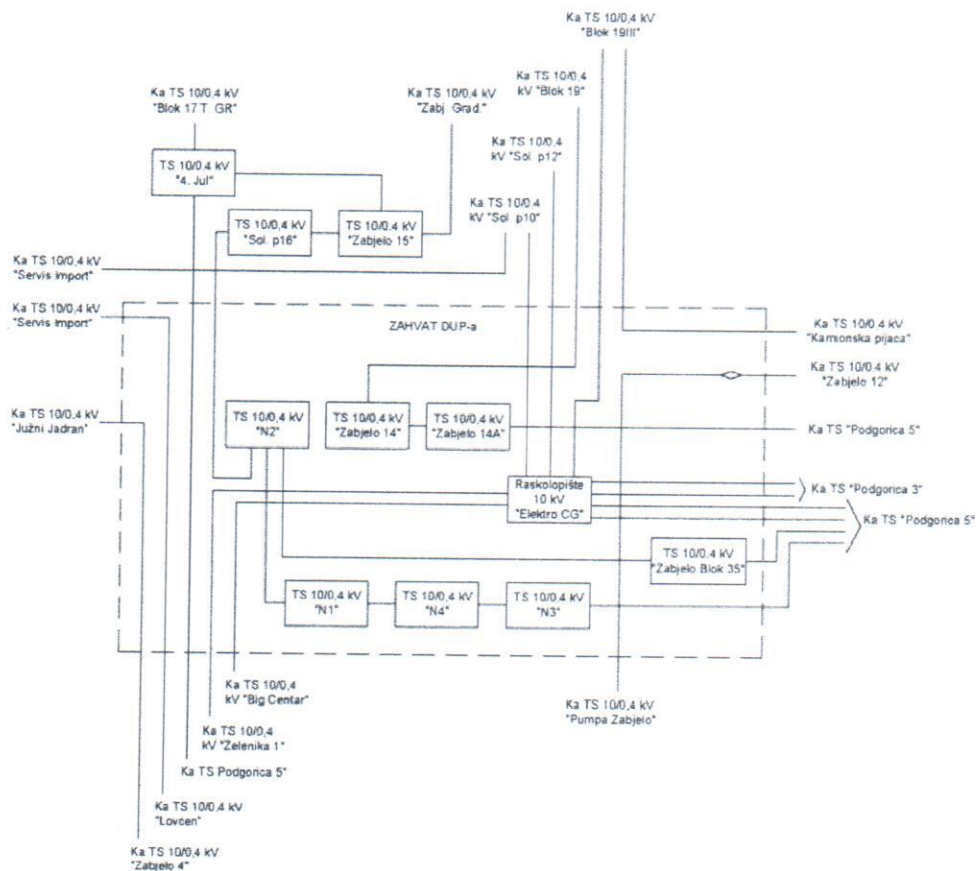 Ka TS 10/0,4 kV
"Blok 19III"
Ka TS 10/0,4
kV "Blok 19"
Ka TS 10/0,4 kV
"Blok 17 T. GR"
Ka TS 10/0,4 kV
"Zabj. Grad."
Ka TS 10/0,4
kV "Sol. p12"
TS 10/0,4 kV
"4. Jul"
Ka TS 10/0,4
kV "Sol. p10"
TS 10/0,4 kV
"Sol. p16"
TS 10/0,4 kV
"Zabjelo 15"
Ka TS 10/0,4 kV
"Servis Import"
Ka TS 10/0,4 kV
"Servis Import"
ZAHVAT DUP-a
Ka TS 10/0,4 kV
"Kamionska pijaca"
Ka TS 10/0,4 kV
"Zabjelo 12"
Ka TS 10/0,4 kV
"Južni Jadran"
TS 10/0,4 kV
"N2"
TS 10/0,4 kV
"Zabjelo 14"
TS 10/0,4 kV
"Zabjelo 14A"
Ka TS "Podgorica 5"
Raskolopište
10 kV
"Elektro CG"
Ka TS "Podgorica 3"
Ka TS "Podgorica 5"
TS 10/0,4 kV
"Zabjelo Blok 35"
TS 10/0,4 kV
"N1"
TS 10/0,4 kV
"N4"
TS 10/0,4 kV
"N3"
Ka TS 10/0,4
kV "Big Centar"
Ka TS 10/0,4 kV
"Pumpa Zabjelo"
Ka TS 10/0,4
kV "Zelenika 1"
Ka TS Podgorica 5"
Ka TS 10/0,4 kV
"Lovćen"
Ka TS 10/0,4 kV
"Zabjelo 4"